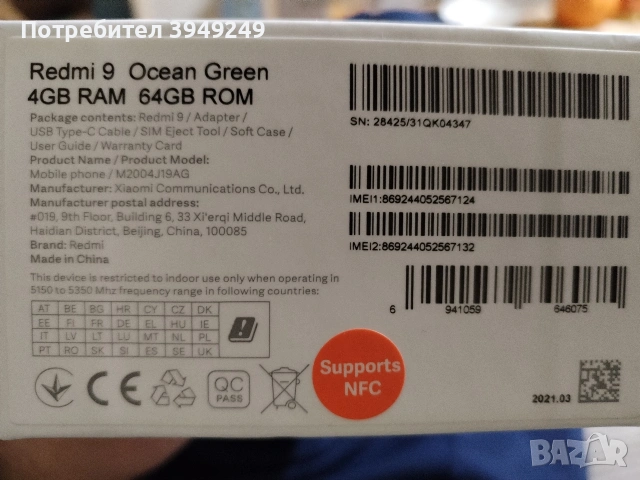 Потребител 3949249
Redmi 9 Ocean Green
4GB RAM 64GB ROM
Package contents: Redmi 9 / Adapter /
USB Type-C Cable / SIM Eject Tool / Soft Case /
User Guide / Warranty Card
Product Name / Product Model:
Mobile phone / M2004J19AG
Manufacturer: Xiaomi Communications Co., Ltd.
Manufacturer postal address:
#019, 9th Floor, Building 6, 33 Xi'erqi Middle Road,
Haidian District, Beijing, China, 100085
Brand: Redmi
Made in China
This device is restricted to indoor use only when operating in
5150 to 5350 Mhz frequency range in following countries:
AT BE BG HR CY CZ DK
EE FI FR DE EL HU IE
IT LV LT LU MT NL PL
PT RO SK SI ES SE UK
CE
QC
PASS
Supports
NFC
SN: 28425/31QK04347
IMEI1:869244052567124
IMEI2:869244052567132
6 941059 646075
2021.03
BAZAR